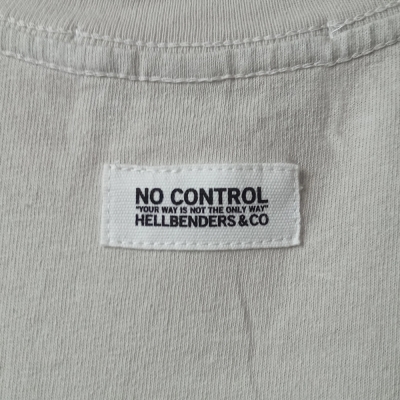 NO CONTROL
"YOUR WAY IS NOT THE ONLY WAY"
HELLBENDERS & CO